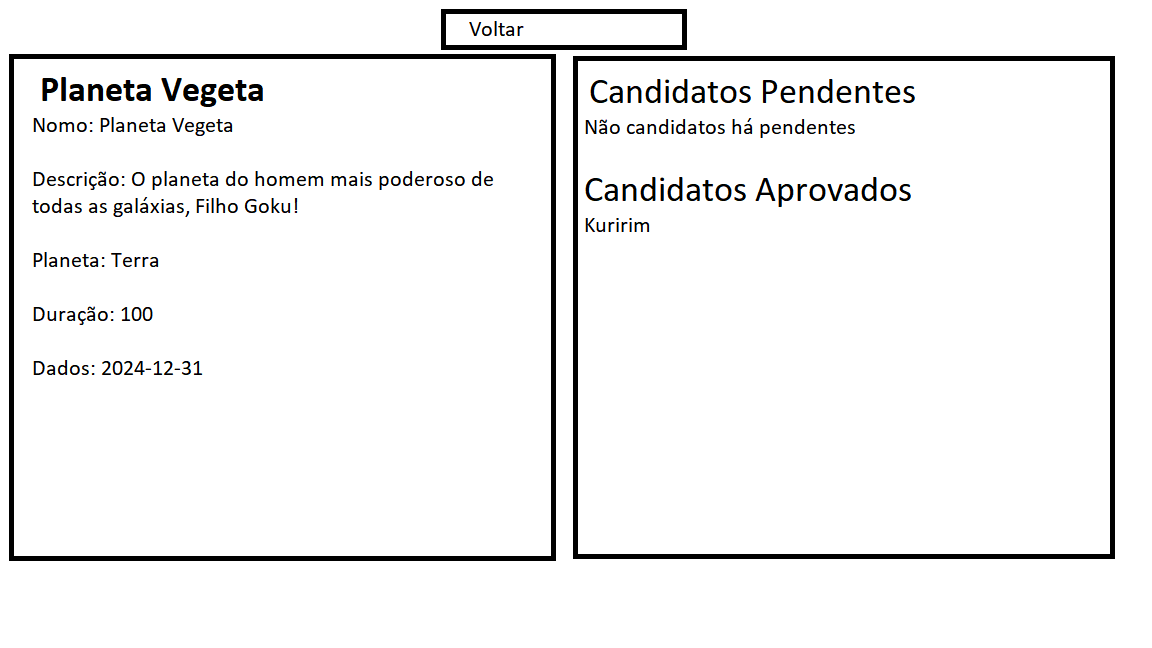 Voltar
Planeta Vegeta
Nomo: Planeta Vegeta
Descrição: O planeta do homem mais poderoso de
todas as galáxias, Filho Goku!
Planeta: Terra
Duração: 100
Dados: 2024-12-31
Candidatos Pendentes
Não candidatos há pendentes
Candidatos Aprovados
Kuririm